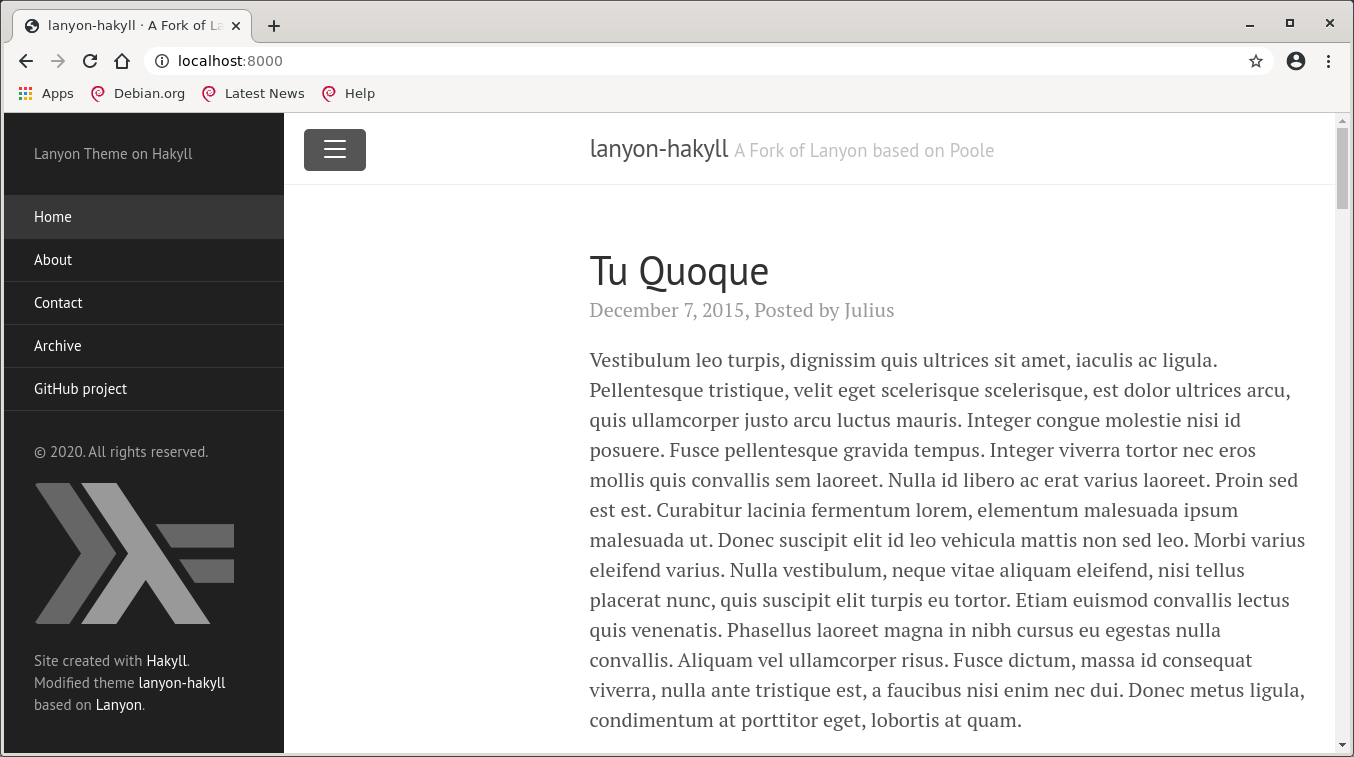 lanyon-hakyll · A Fork of La
localhost:8000
Apps Debian.org Latest News Help
Lanyon Theme on Hakyll
Home
About
Contact
Archive
GitHub project
© 2020. All rights reserved.
Site created with Hakyll.
Modified theme lanyon-hakyll
based on Lanyon.
lanyon-hakyll A Fork of Lanyon based on Poole
Tu Quoque
December 7, 2015, Posted by Julius
Vestibulum leo turpis, dignissim quis ultrices sit amet, iaculis ac ligula.
Pellentesque tristique, velit eget scelerisque scelerisque, est dolor ultrices arcu,
quis ullamcorper justo arcu luctus mauris. Integer congue molestie nisi id
posuere. Fusce pellentesque gravida tempus. Integer viverra tortor nec eros
mollis quis convallis sem laoreet. Nulla id libero ac erat varius laoreet. Proin sed
est est. Curabitur lacinia fermentum lorem, elementum malesuada ipsum
malesuada ut. Donec suscipit elit id leo vehicula mattis non sed leo. Morbi varius
eleifend varius. Nulla vestibulum, neque vitae aliquam eleifend, nisi tellus
placerat nunc, quis suscipit elit turpis eu tortor. Etiam euismod convallis lectus
quis venenatis. Phasellus laoreet magna in nibh cursus eu egestas nulla
convallis. Aliquam vel ullamcorper risus. Fusce dictum, massa id consequat
viverra, nulla ante tristique est, a faucibus nisi enim nec dui. Donec metus ligula,
condimentum at porttitor eget, lobortis at quam.